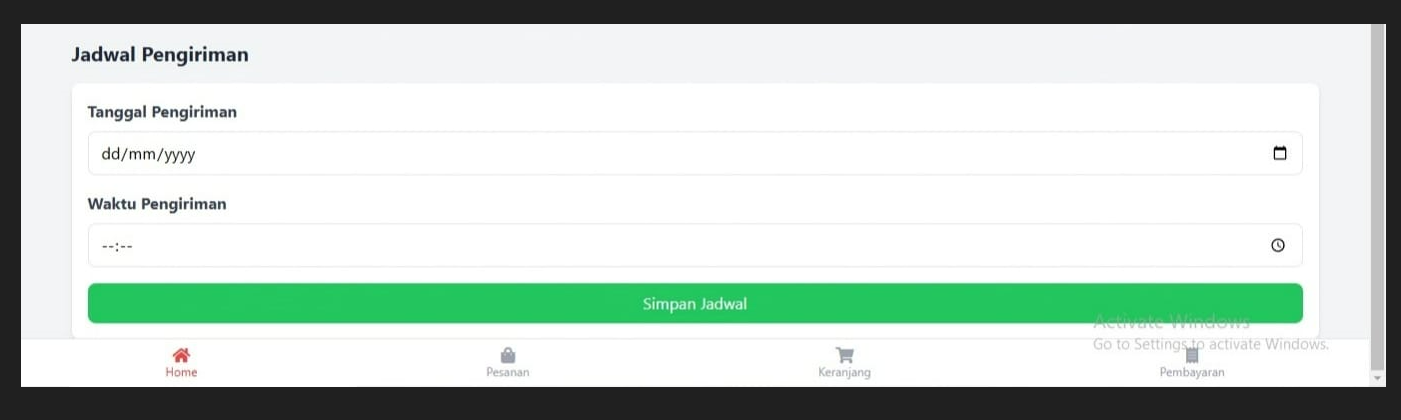 Jadwal Pengiriman
Tanggal Pengiriman
dd/mm/yyyy
Waktu Pengiriman
--:--
Simpan Jadwal
Activate Windows
Go to Settings to activate Windows.
Home
Pesanan
Keranjang
Pembayaran